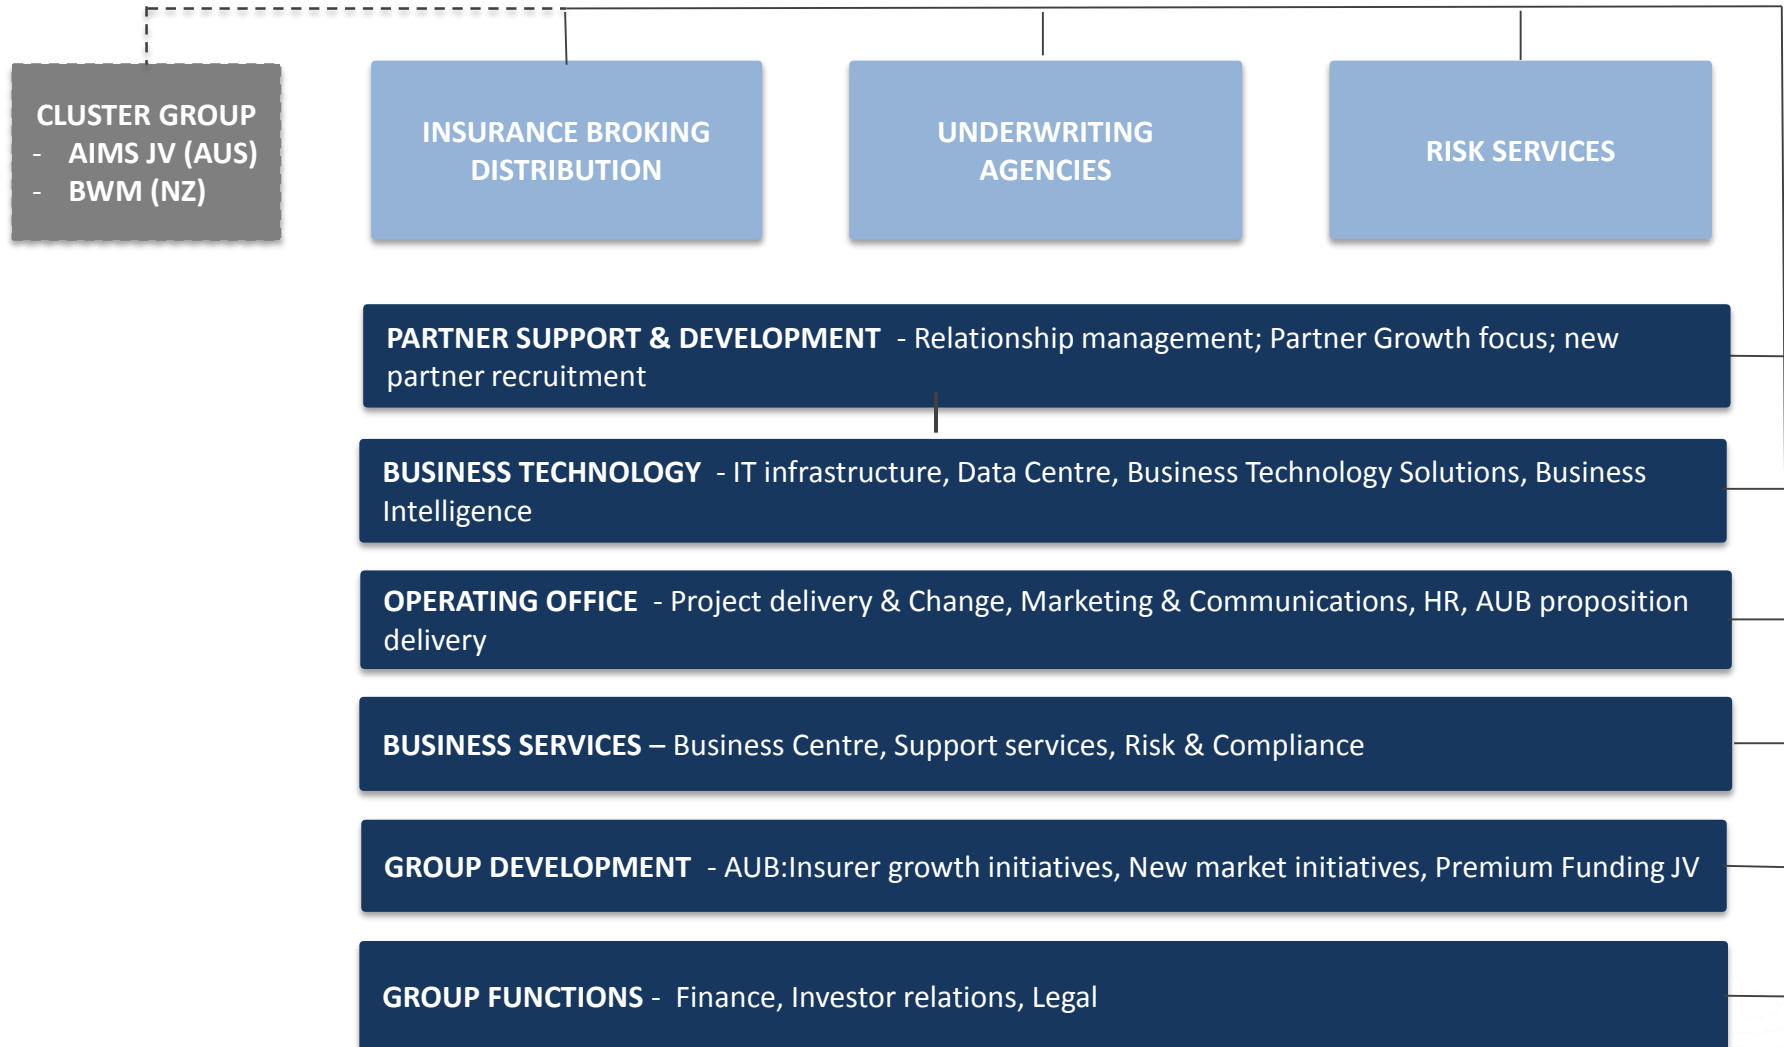 CLUSTER GROUP
- AIMS JV (AUS)
- BWM (NZ)
INSURANCE BROKING
DISTRIBUTION
UNDERWRITING
AGENCIES
RISK SERVICES
PARTNER SUPPORT & DEVELOPMENT - Relationship management; Partner Growth focus; new
partner recruitment
BUSINESS TECHNOLOGY - IT infrastructure, Data Centre, Business Technology Solutions, Business
Intelligence
OPERATING OFFICE - Project delivery & Change, Marketing & Communications, HR, AUB proposition
delivery
BUSINESS SERVICES – Business Centre, Support services, Risk & Compliance
GROUP DEVELOPMENT - AUB:Insurer growth initiatives, New market initiatives, Premium Funding JV
GROUP FUNCTIONS - Finance, Investor relations, Legal